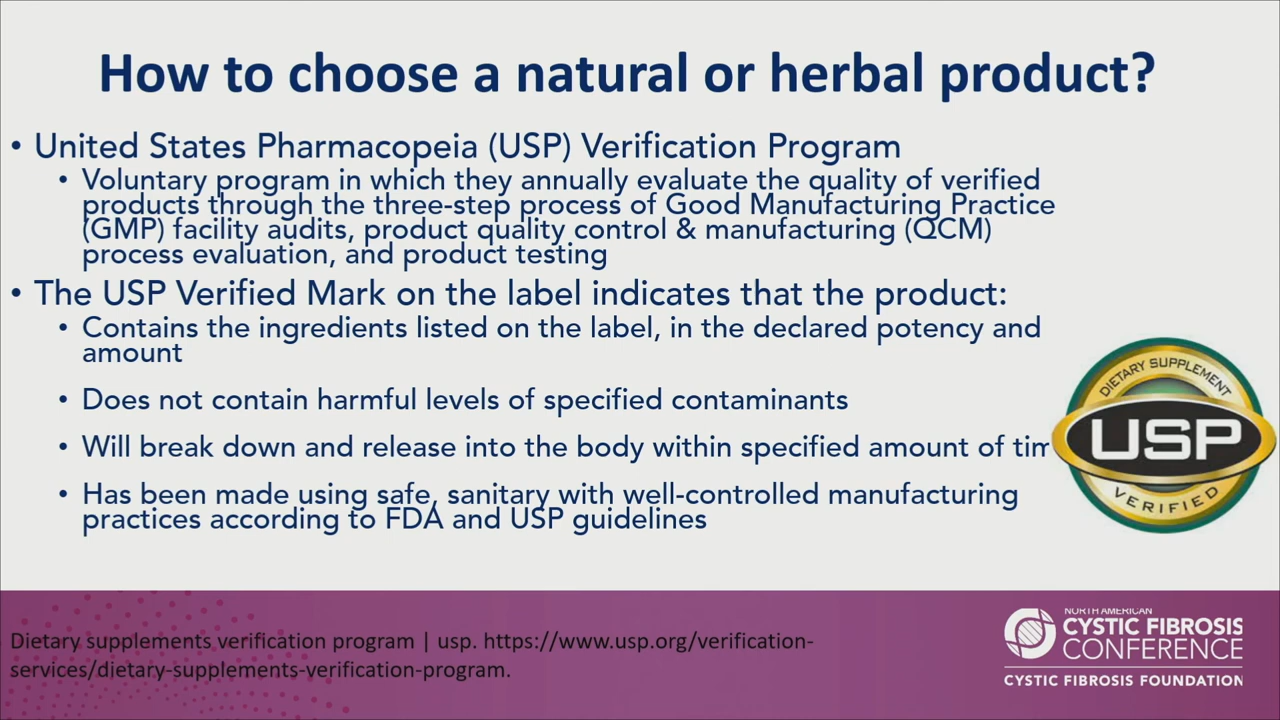 How to choose a natural or herbal product?
• United States Pharmacopeia (USP) Verification Program
• Voluntary program in which they annually evaluate the quality of verified
products through the three-step process of Good Manufacturing Practice
(GMP) facility audits, product quality control & manufacturing (QCM)
process evaluation, and product testing
• The USP Verified Mark on the label indicates that the product:
• Contains the ingredients listed on the label, in the declared potency and
amount
• Does not contain harmful levels of specified contaminants
• Will break down and release into the body within specified amount of tim
• Has been made using safe, sanitary with well-controlled manufacturing
practices according to FDA and USP guidelines
DIETARY SUPPLEMENT
USP
VERIFIED
Dietary supplements verification program | usp. https://www.usp.org/verification-
services/dietary-supplements-verification-program.
NORTH AMERICAN
CYSTIC FIBROSIS
CONFERENCE
CYSTIC FIBROSIS FOUNDATION